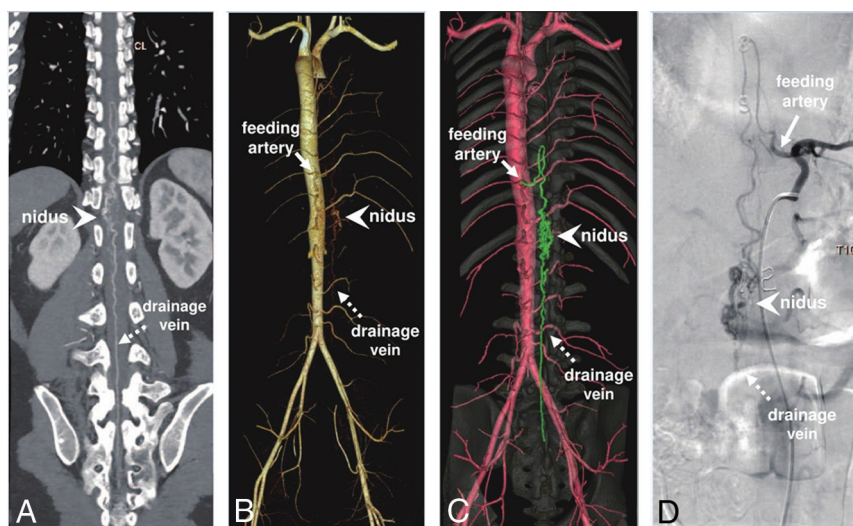 CL
nidus
drainage
vein
A
feeding
artery
nidus
drainage
vein
B
feeding
artery
nidus
drainage
vein
C
feeding
artery
nidus
drainage
vein
D